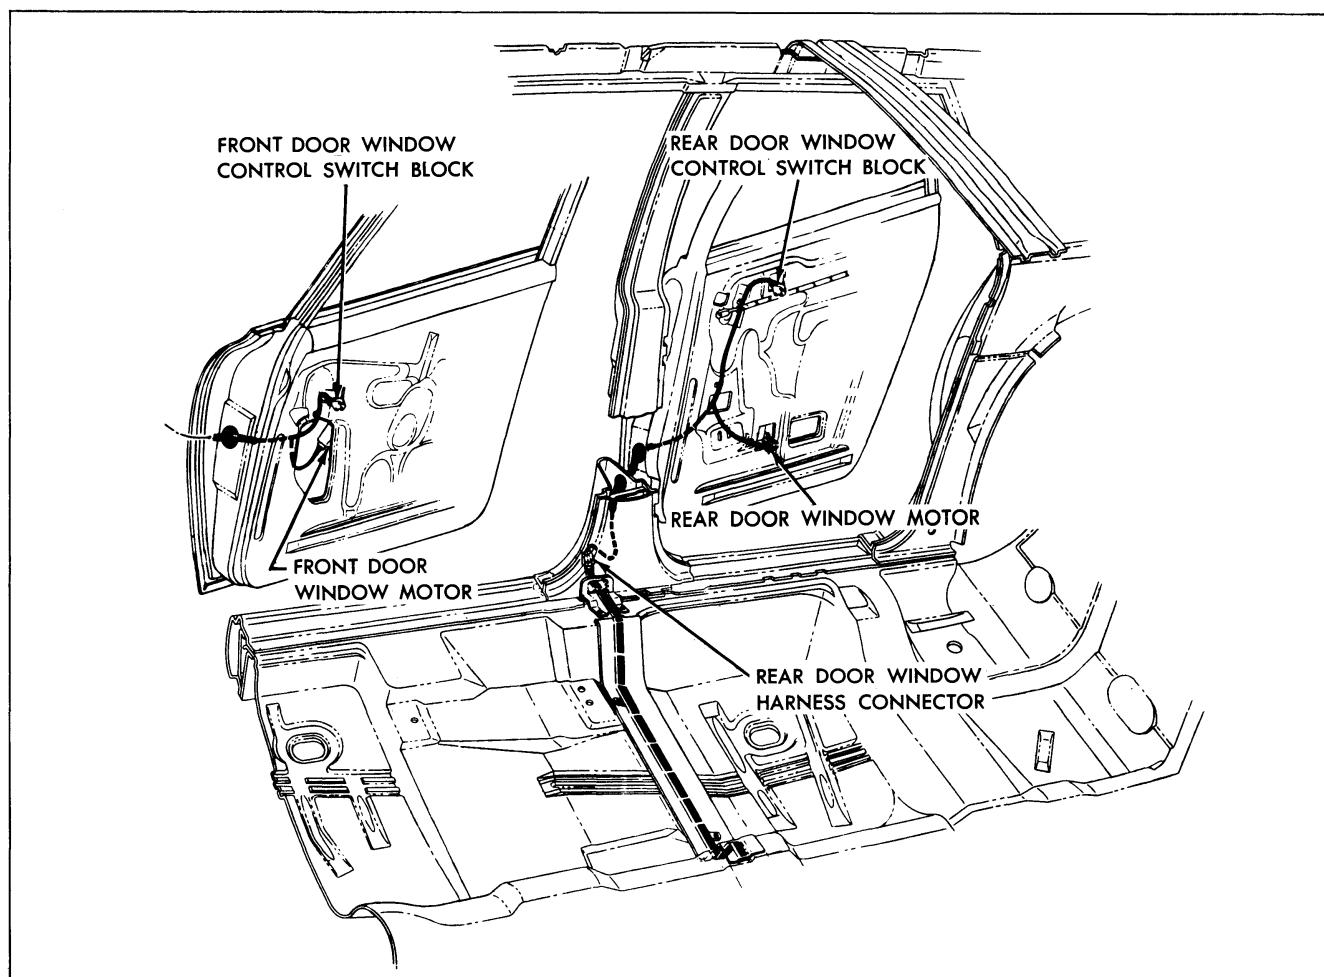 FRONT DOOR WINDOW
CONTROL SWITCH BLOCK
REAR DOOR WINDOW
CONTROL SWITCH BLOCK
REAR DOOR WINDOW MOTOR
FRONT DOOR
WINDOW MOTOR
REAR DOOR WINDOW
HARNESS CONNECTOR